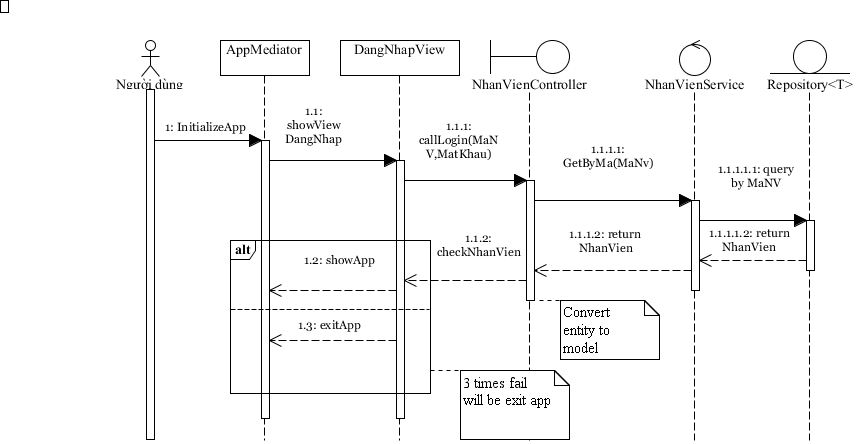 AppMediator
DangNhapView
Người dùng
NhanVienController
NhanVienService
Repository<T>
1: InitializeApp
1.1:
showView
DangNhap
1.1.1:
callLogin(MaN
V,MatKhau)
1.1.1.1:
GetByMa(MaNv)
1.1.1.1.1: query
by MaNV
1.1.1.1.2: return
NhanVien
1.1.1.2: return
NhanVien
1.1.2:
checkNhanVien
alt
1.2: showApp
1.3: exitApp
Convert
entity to
model
3 times fail
will be exit app